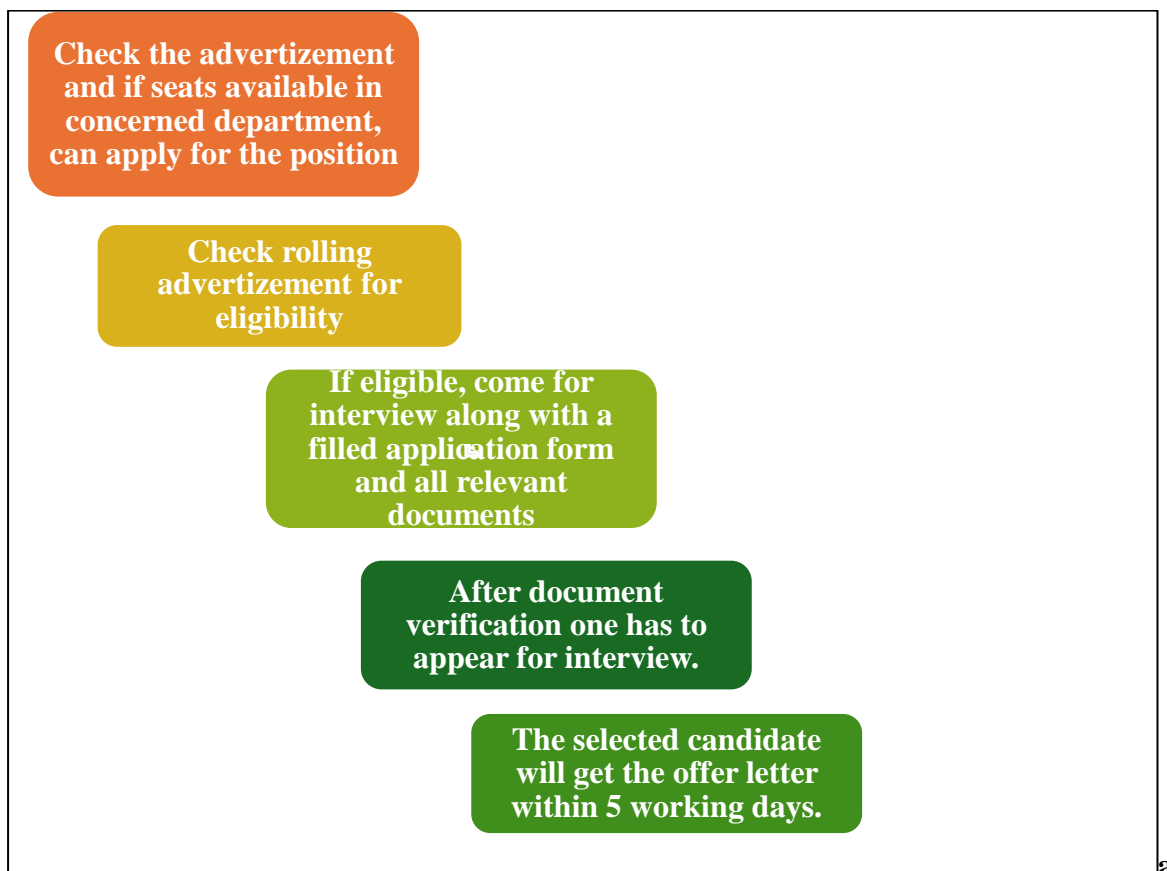 Check the advertizement
and if seats available in
concerned department,
can apply for the position
Check rolling
advertizement for
eligibility
If eligible, come for
interview along with a
filled application form
and all relevant
documents
After document
verification one has to
appear for interview.
The selected candidate
will get the offer letter
within 5 working days.